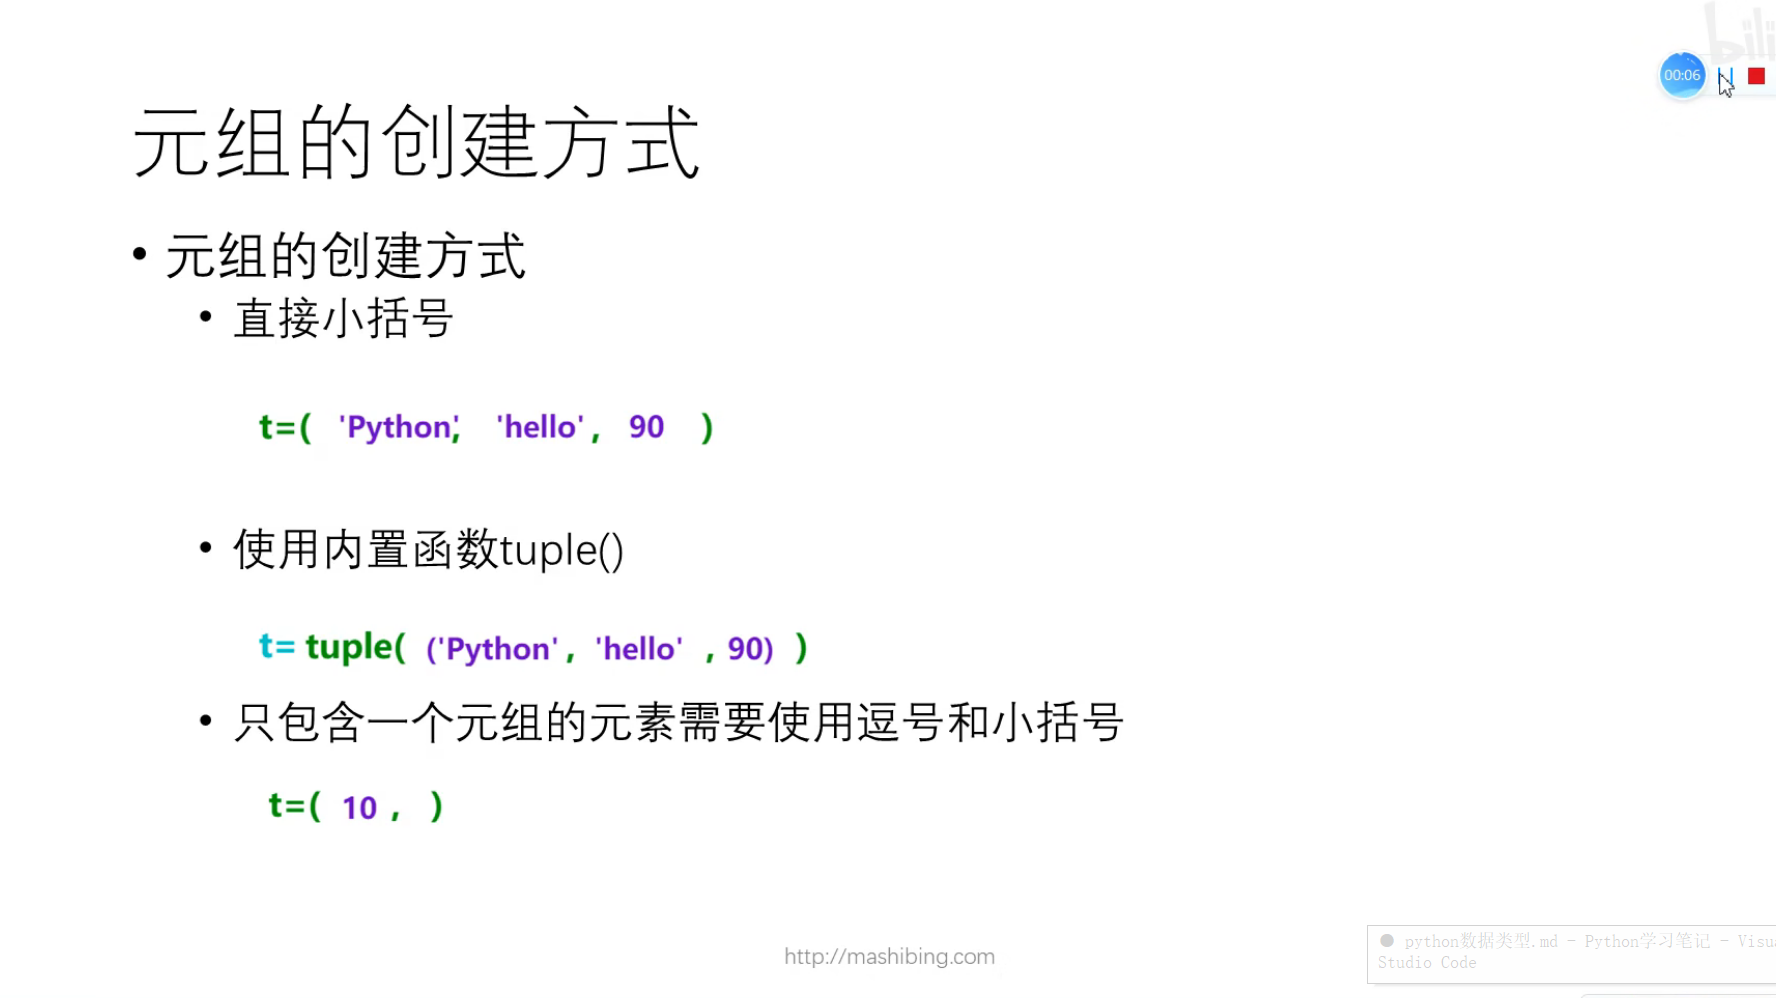 bili
00:06
元组的创建方式
• 元组的创建方式
• 直接小括号
t=( 'Python', 'hello', 90 )
• 使用内置函数tuple()
t= tuple( ('Python', 'hello' , 90) )
• 只包含一个元组的元素需要使用逗号和小括号
t=( 10 , )
http://mashibing.com
● python数据类型.md - Python学习笔记 - Visua
Studio Code